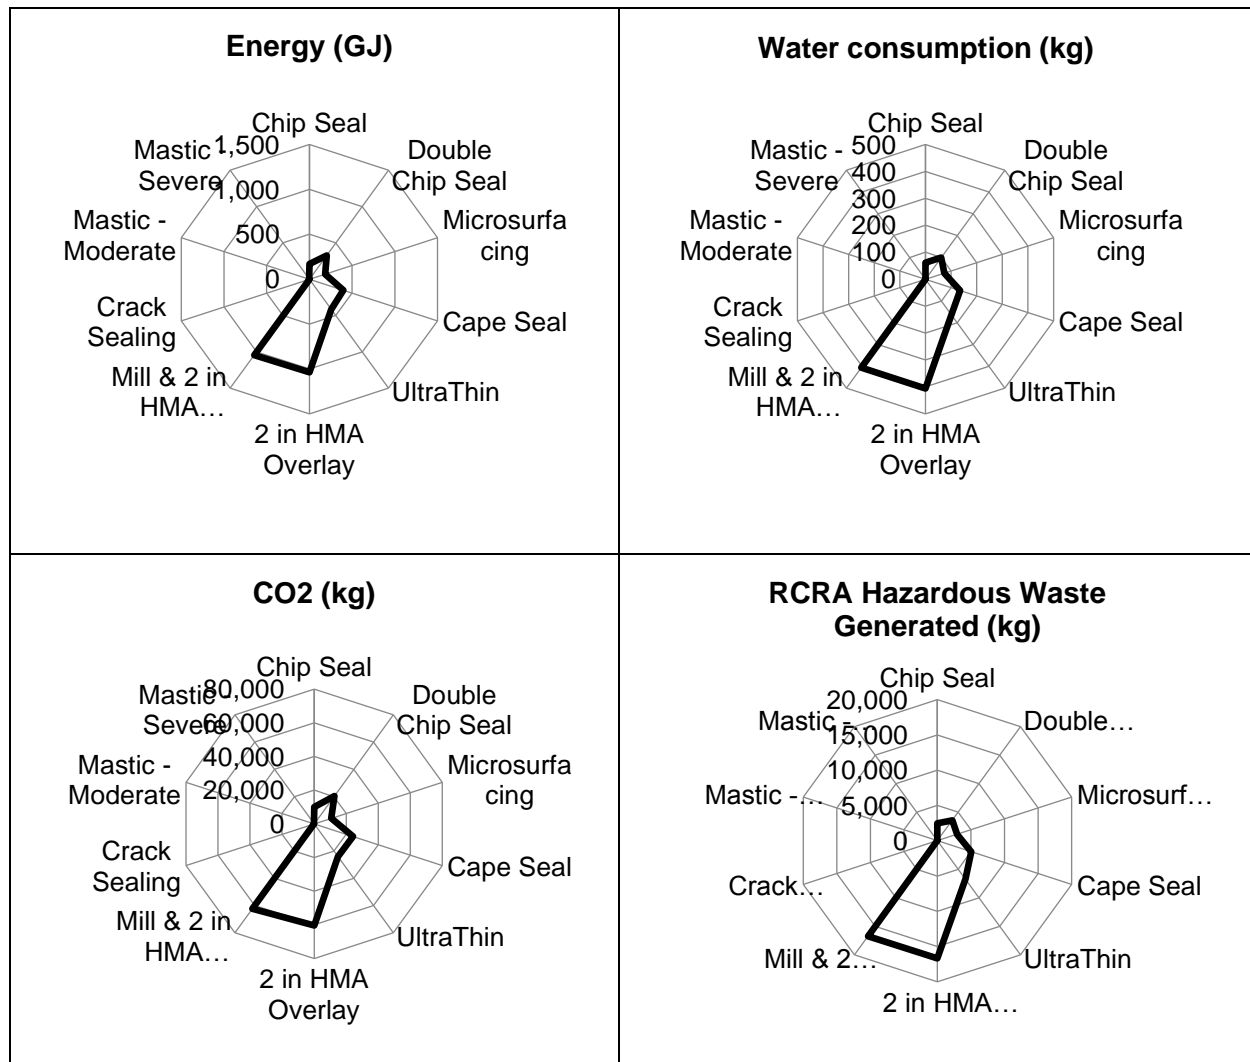 Energy (GJ)
Chip Seal
1,500
1,000
500
0
Double
Chip Seal
Microsurfa
cing
Cape Seal
UltraThin
2 in HMA
Overlay
Mill & 2 in
HMA…
Crack
Sealing
Mastic -
Moderate
Mastic -
Severe
Water consumption (kg)
Chip Seal
500
400
300
200
100
0
Double
Chip Seal
Microsurfa
cing
Cape Seal
UltraThin
2 in HMA
Overlay
Mill & 2 in
HMA…
Crack
Sealing
Mastic -
Moderate
Mastic -
Severe
CO2 (kg)
Chip Seal
80,000
60,000
40,000
20,000
0
Double
Chip Seal
Microsurfa
cing
Cape Seal
UltraThin
2 in HMA
Overlay
Mill & 2 in
HMA…
Crack
Sealing
Mastic -
Moderate
Mastic -
Severe
RCRA Hazardous Waste
Generated (kg)
Chip Seal
20,000
15,000
10,000
5,000
0
Double…
Microsurf…
Cape Seal
UltraThin
2 in HMA…
Mill & 2…
Crack…
Mastic -…
Mastic -…